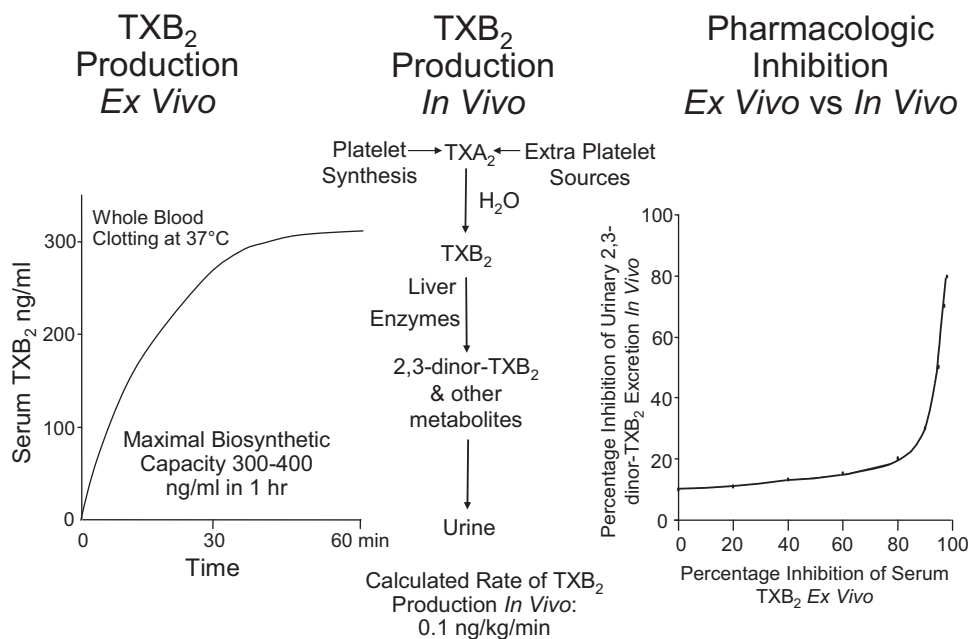 TXB₂
Production
Ex Vivo
Serum TXB₂ ng/ml
300
200
100
0
Whole Blood
Clotting at 37°C
Maximal Biosynthetic
Capacity 300-400
ng/ml in 1 hr
0
30
60 min
Time
TXB₂
Production
In Vivo
Platelet
Synthesis
TXA₂
Extra Platelet
Sources
H₂O
TXB₂
Liver
Enzymes
2,3-dinor-TXB₂
& other
metabolites
Urine
Calculated Rate of TXB₂
Production In Vivo:
0.1 ng/kg/min
Pharmacologic
Inhibition
Ex Vivo vs In Vivo
Percentage Inhibition of Urinary 2,3-
dinor-TXB₂ Excretion In Vivo
100
80
60
40
20
0
0
20
40
60
80
100
Percentage Inhibition of Serum
TXB₂ Ex Vivo